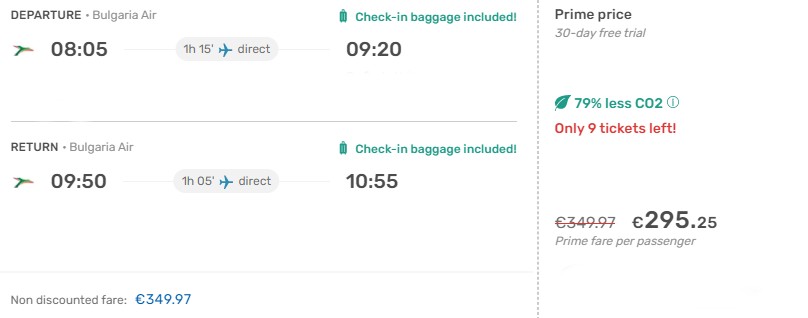 DEPARTURE • Bulgaria Air
Check-in baggage included!
08:05
1h 15' direct
09:20
RETURN • Bulgaria Air
Check-in baggage included!
09:50
1h 05' direct
10:55
Non discounted fare: €349.97
Prime price
30-day free trial
79% less CO2
Only 9 tickets left!
€349.97 €295.25
Prime fare per passenger